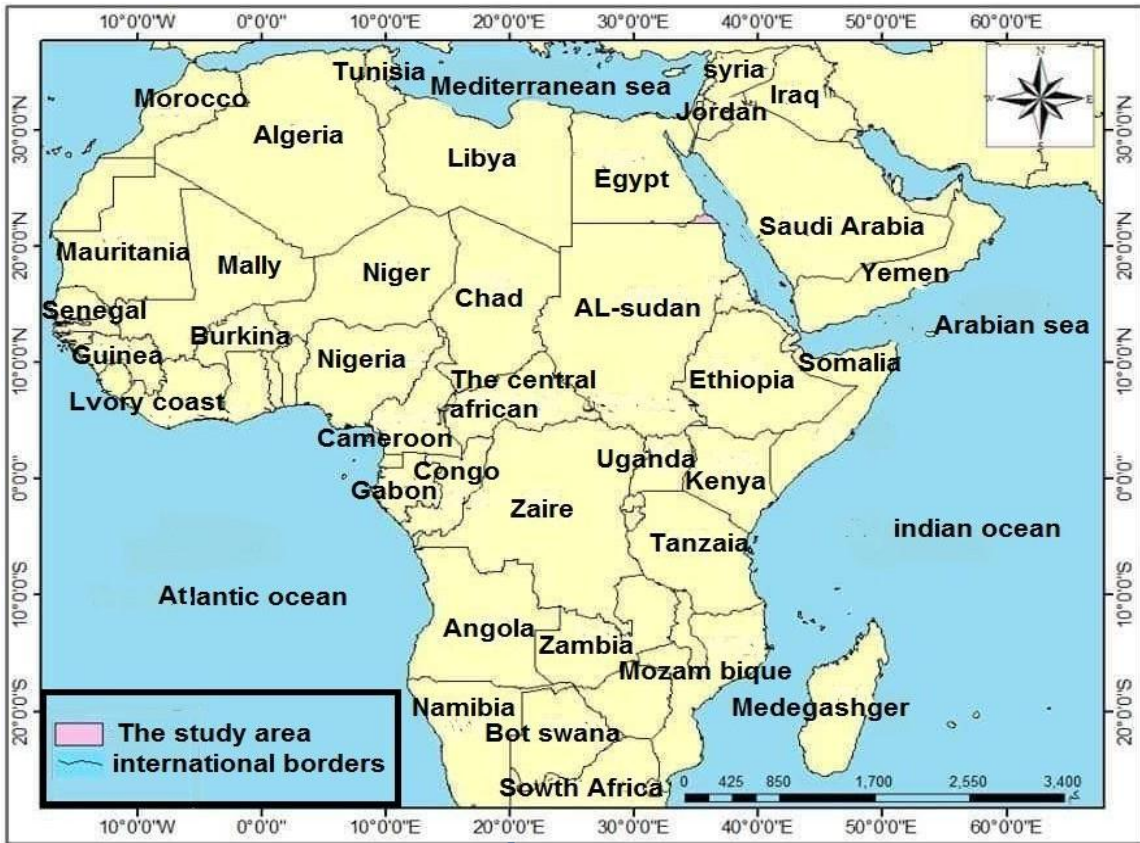 10°0'0"W 0°0'0" 10°0'0"E 20°0'0"E 30°0'0"E 40°0'0"E 50°0'0"E 60°0'0"E
N
W E
S
Tunisia
Mediterranean sea
syria
Iraq
Jordan
Morocco
Algeria
Libya
Egypt
Saudi Arabia
Mauritania
Mally
Niger
Chad
AL-sudan
Yemen
Senegal
Burkina
Arabian sea
Guinea
Nigeria
The central
african
Ethiopia
Somalia
Lvory coast
Cameroon
Uganda
Congo
Gabon
Kenya
Zaire
indian ocean
Tanzaia
Atlantic ocean
Angola
Zambia
Mozam bique
Namibia
Medegashger
Bot swana
Sowth Africa
The study area
international borders
0 425 850 1,700 2,550 3,400
30°0'0"N
20°0'0"N
10°0'0"N
0°0'0"
10°0'0"S
20°0'0"S
30°0'0"N
20°0'0"N
10°0'0"N
0°0'0"
10°0'0"S
20°0'0"S
10°0'0"W 0°0'0" 10°0'0"E 20°0'0"E 30°0'0"E 40°0'0"E 50°0'0"E 60°0'0"E